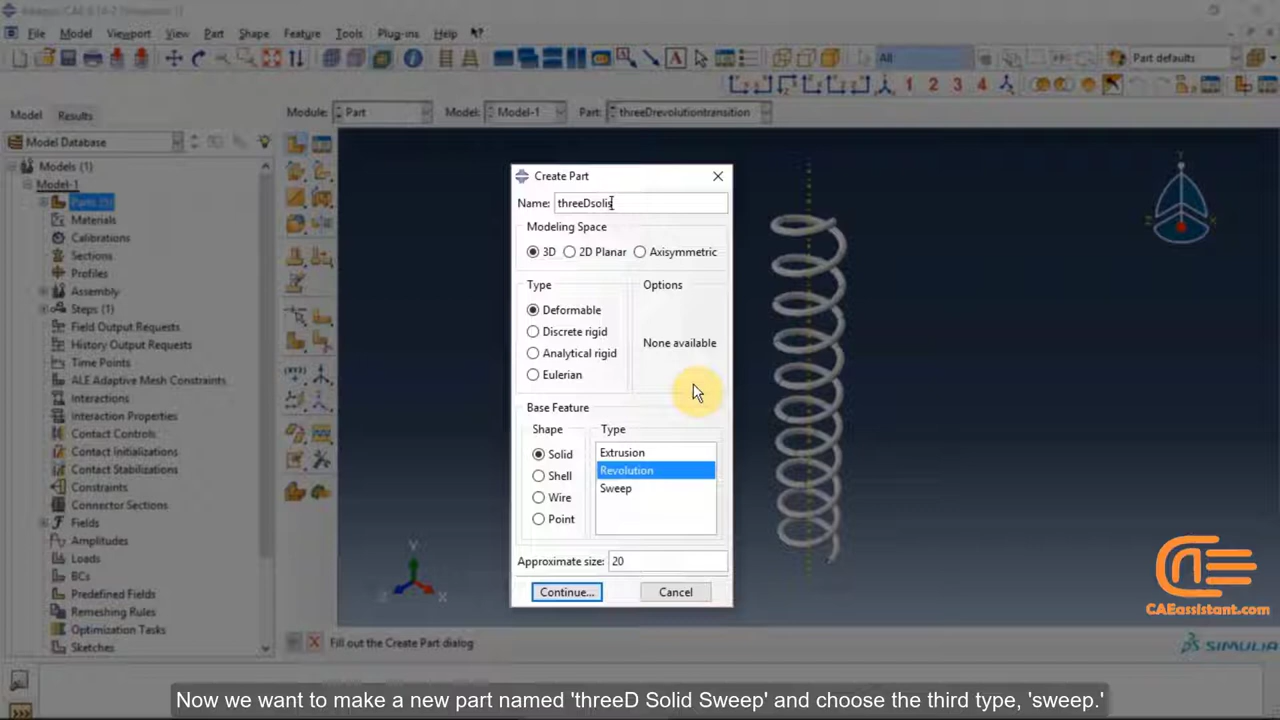 File Model Viewport View Part Shape Feature Tools Plug-ins Help
All
Part defaults
1 2 3 4
Model Results
Module: Part Model: Model-1 Part: threeDrevolutiontransition
Model Database
Models (1)
Model-1
Parts (5)
Materials
Calibrations
Sections
Profiles
Assembly
Steps (1)
Field Output Requests
History Output Requests
Time Points
ALE Adaptive Mesh Constraints
Interactions
Interaction Properties
Contact Controls
Contact Initializations
Contact Stabilizations
Constraints
Connector Sections
Fields
Amplitudes
Loads
BCs
Predefined Fields
Remeshing Rules
Optimization Tasks
Sketches
Create Part
Name: threeDsolis
Modeling Space
3D 2D Planar Axisymmetric
Type
Options
Deformable
Discrete rigid
Analytical rigid
Eulerian
None available
Base Feature
Shape
Type
Solid
Shell
Wire
Point
Extrusion
Revolution
Sweep
Approximate size: 20
Continue... Cancel
Y
X
Y
X
Fill out the Create Part dialog
CAEassistant.com
SIMULIA
Now we want to make a new part named 'threeD Solid Sweep' and choose the third type, 'sweep.'